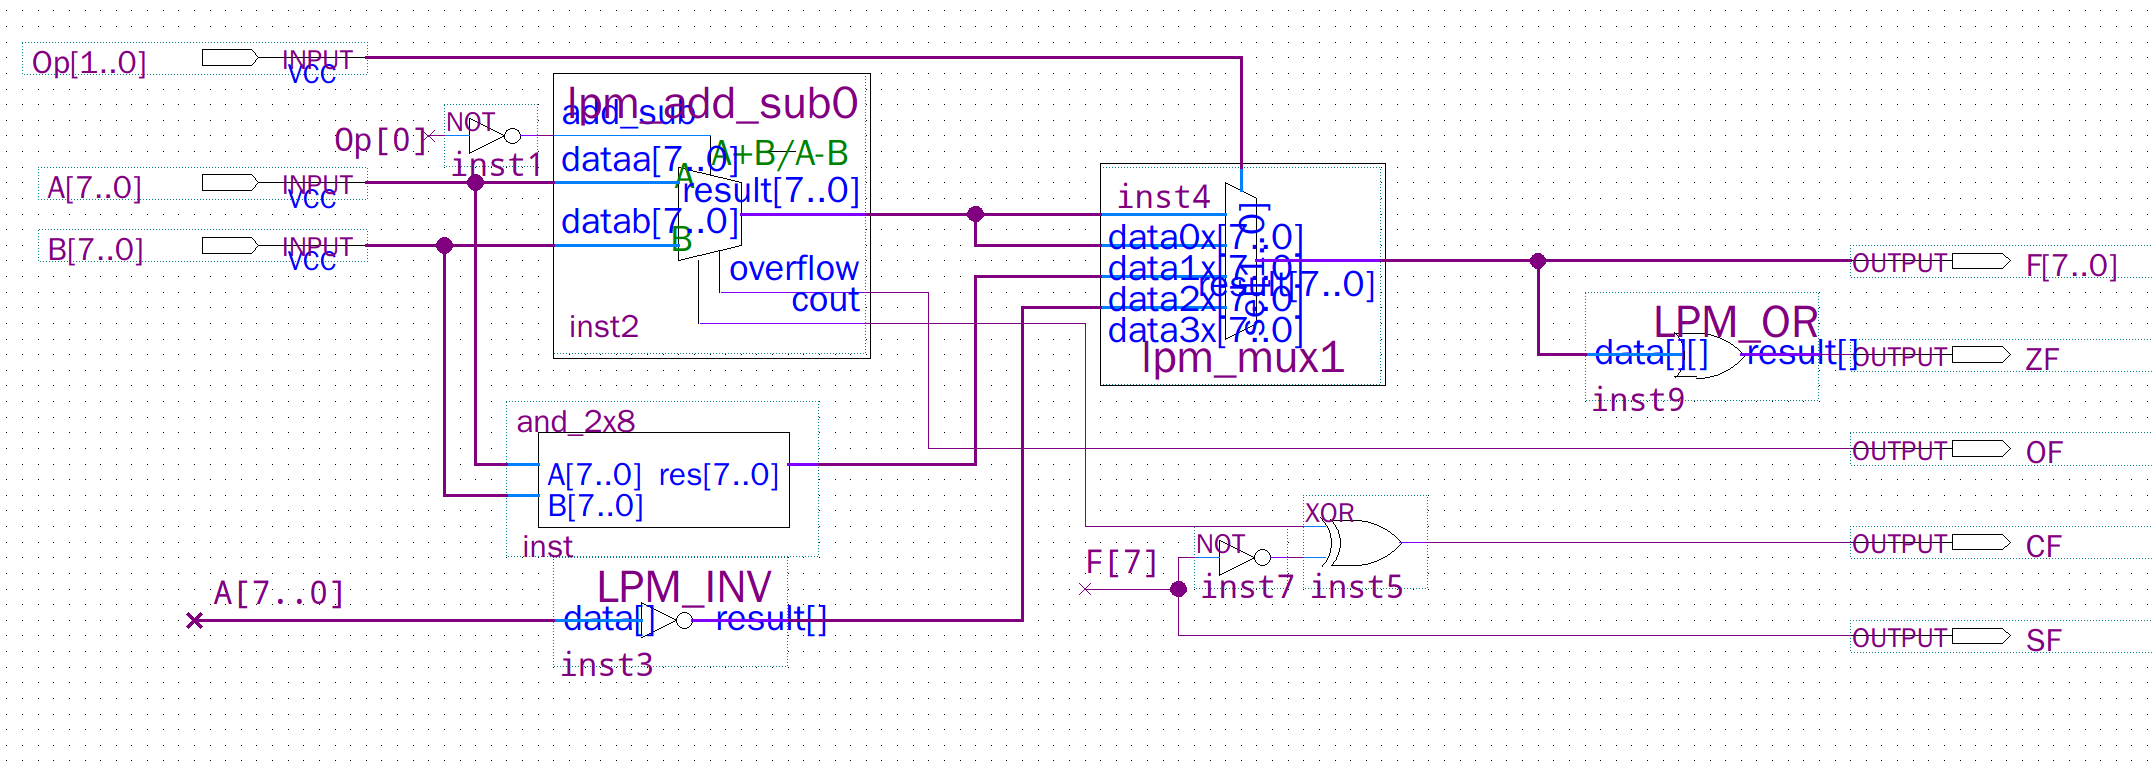 Op[1..0]
INPUT
VCC
Op[0]
NOT
inst1
A[7..0]
INPUT
VCC
B[7..0]
INPUT
VCC
lpm_add_sub0
add_sub
A+B/A-B
dataa[7..0]
A
result[7..0]
datab[7..0]
B
overflow
cout
inst2
inst4
data0x[7..0]
data1x[7..0]
data2x[7..0]
data3x[7..0]
sel[1..0]
result[7..0]
lpm_mux1
OUTPUT
F[7..0]
LPM_OR
data[][]
result[]
inst9
OUTPUT
ZF
and_2x8
A[7..0]
res[7..0]
B[7..0]
inst
OUTPUT
OF
XOR
NOT
F[7]
inst7
inst5
OUTPUT
CF
A[7..0]
LPM_INV
data[]
result[]
inst3
OUTPUT
SF